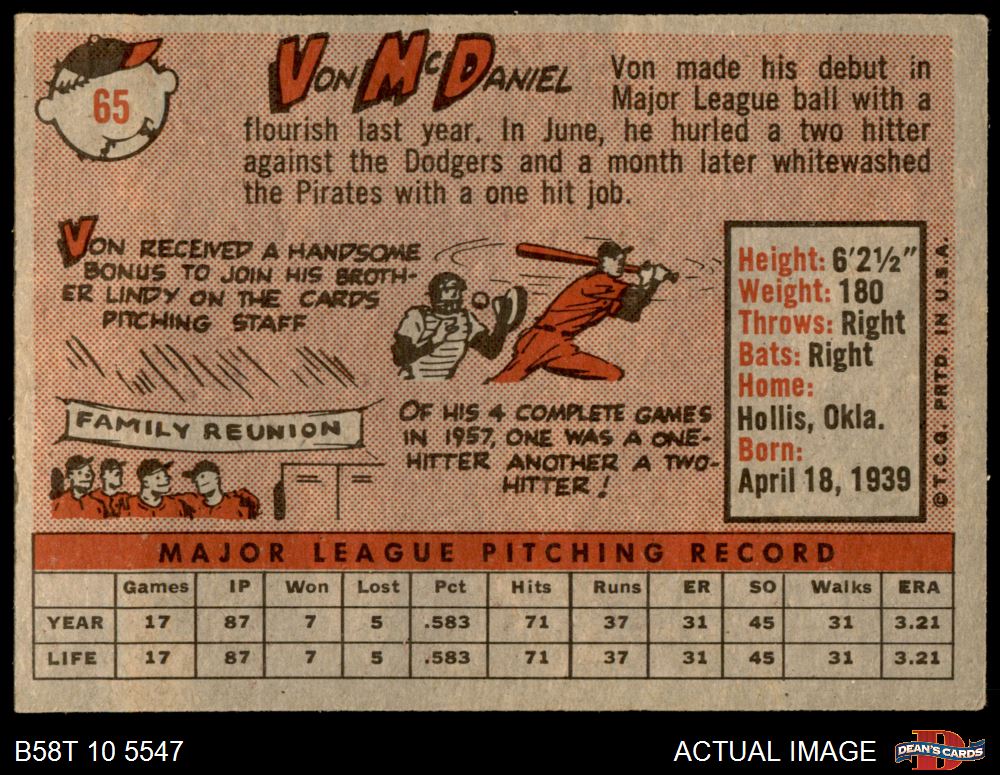 65
VON McDANIEL
Von made his debut in
Major League ball with a
flourish last year. In June, he hurled a two hitter
against the Dodgers and a month later whitewashed
the Pirates with a one hit job.
VON RECEIVED A HANDSOME
BONUS TO JOIN HIS BROTH-
ER LINDY ON THE CARDS
PITCHING STAFF
FAMILY REUNION
OF HIS 4 COMPLETE GAMES
IN 1957, ONE WAS A ONE-
HITTER ANOTHER A TWO-
HITTER!
Height: 6'2½"
Weight: 180
Throws: Right
Bats: Right
Home:
Hollis, Okla.
Born:
April 18, 1939
©T.C.G. PRTD. IN U.S.A.
MAJOR LEAGUE PITCHING RECORD
Games IP Won Lost Pct Hits Runs ER SO Walks ERA
YEAR 17 87 7 5 .583 71 37 31 45 31 3.21
LIFE 17 87 7 5 .583 71 37 31 45 31 3.21
B58T 10 5547
ACTUAL IMAGE
DEAN'S CARDS